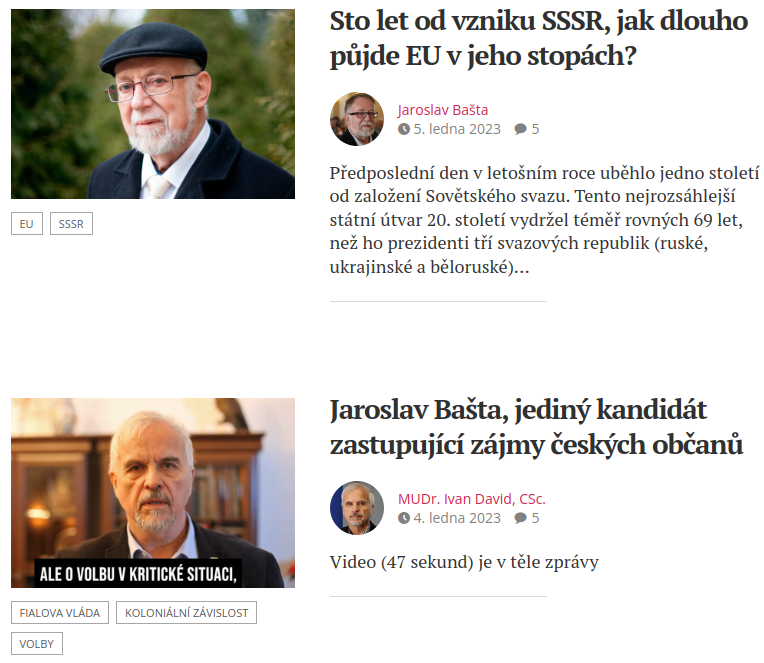 Sto let od vzniku SSSR, jak dlouho
půjde EU v jeho stopách?
Jaroslav Bašta
5. ledna 2023 5
Předposlední den v letošním roce uběhlo jedno století
od založení Sovětského svazu. Tento nejrozsáhlejší
státní útvar 20. století vydržel téměř rovných 69 let,
než ho prezidenti tří svazových republik (ruské,
ukrajinské a běloruské)…
EU SSSR
Jaroslav Bašta, jediný kandidát
zastupující zájmy českých občanů
MUDr. Ivan David, CSc.
4. ledna 2023 5
Video (47 sekund) je v těle zprávy
ALE O VOLBU V KRITICKÉ SITUACI,
FIALOVA VLÁDA KOLONIÁLNÍ ZÁVISLOST
VOLBY